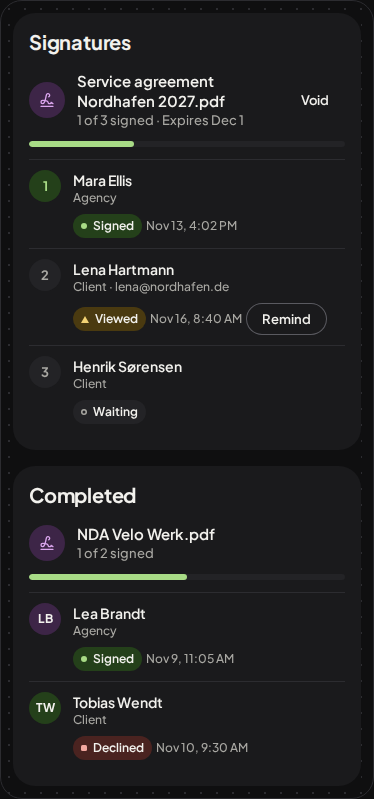 Signatures
Service agreement
Nordhafen 2027.pdf
Void
1 of 3 signed · Expires Dec 1
1
Mara Ellis
Agency
Signed Nov 13, 4:02 PM
2
Lena Hartmann
Client · lena@nordhafen.de
Viewed Nov 16, 8:40 AM Remind
3
Henrik Sørensen
Client
Waiting
Completed
NDA Velo Werk.pdf
1 of 2 signed
LB
Lea Brandt
Agency
Signed Nov 9, 11:05 AM
TW
Tobias Wendt
Client
Declined Nov 10, 9:30 AM